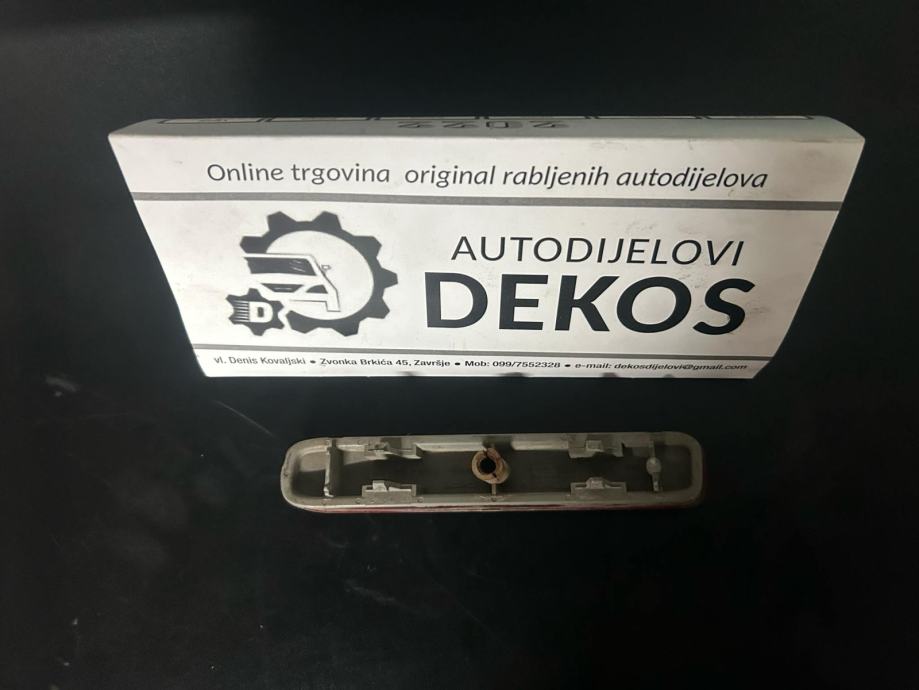 2022
Online trgovina original rabljenih autodijelova
AUTODIJELOVI
DEKOS
D
vl. Denis Kovaljski • Zvonka Brkića 45, Završje • Mob: 099/7552328 • e-mail: dekosdijelovi@gmail.com